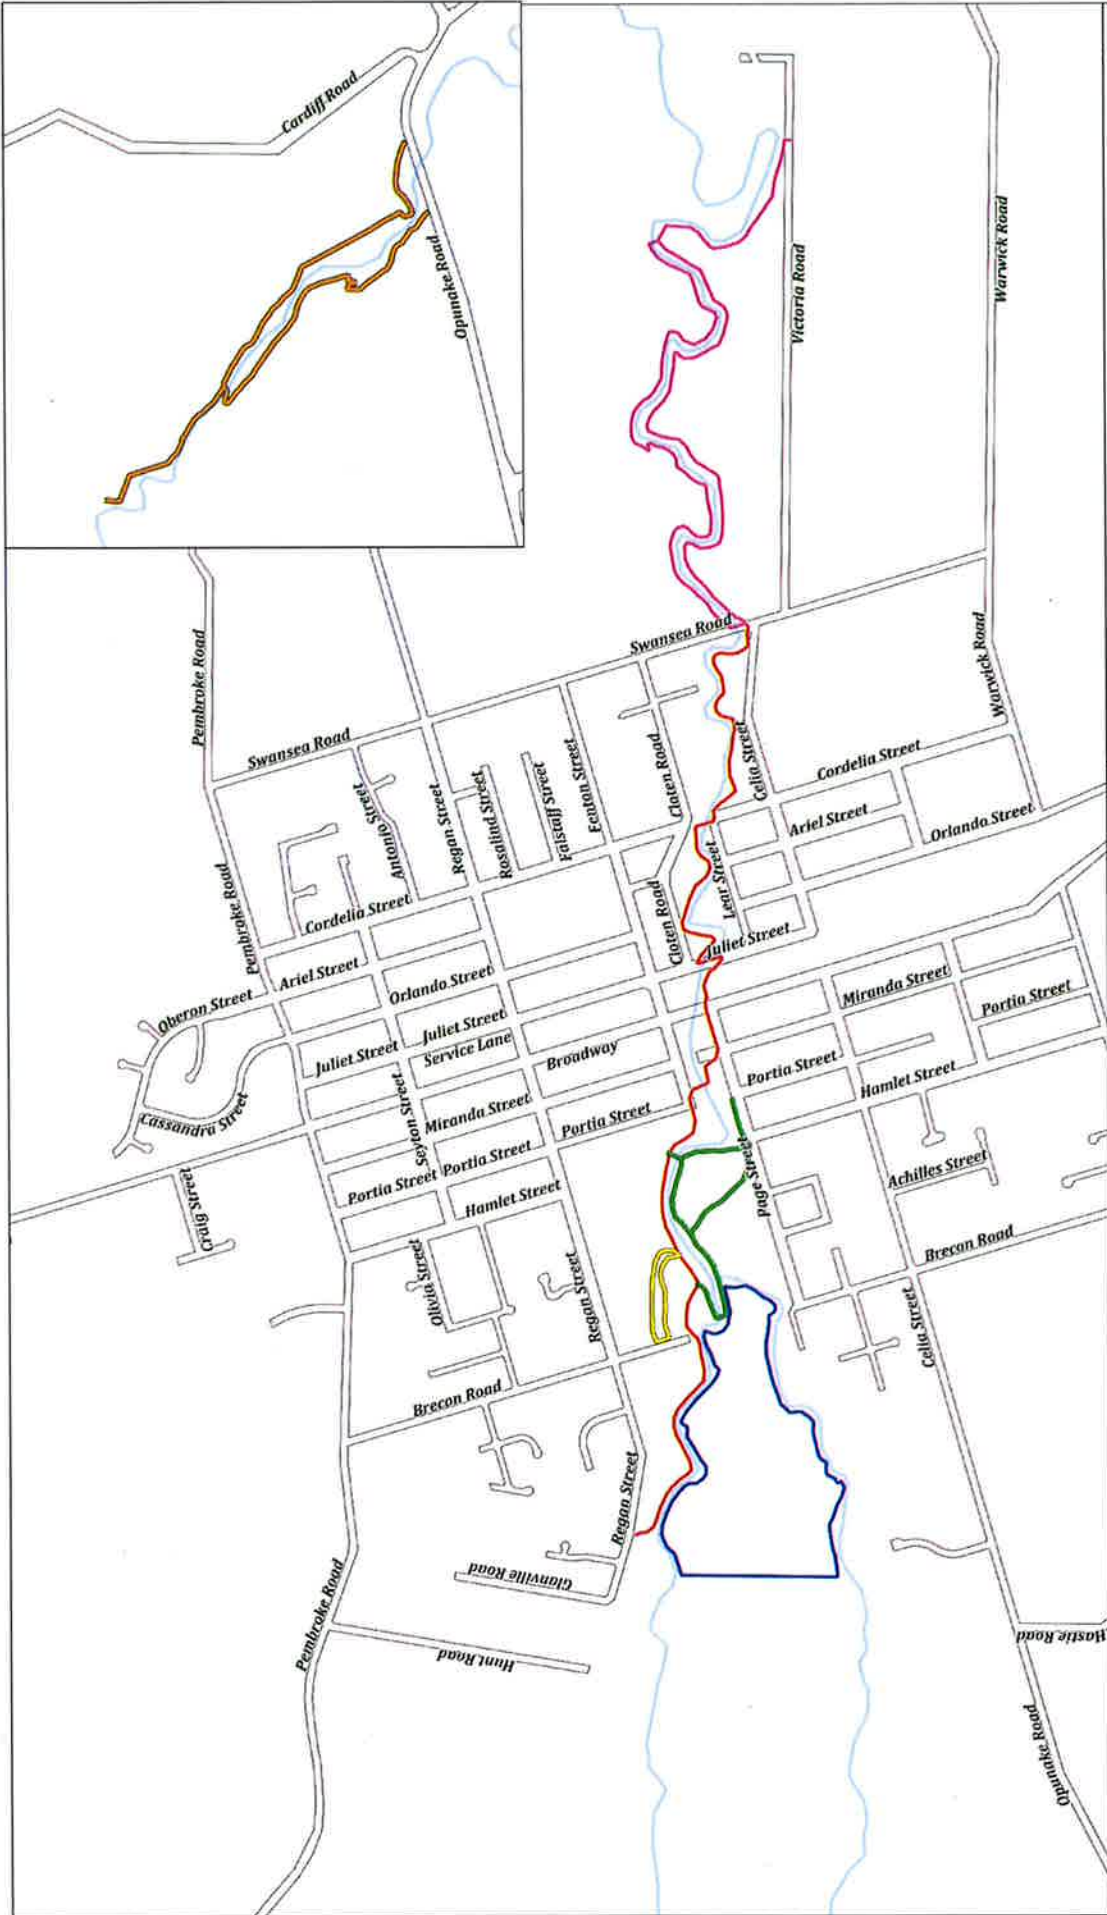 Cardiff Road
Opunake Road
Victoria Road
Warwick Road
Swansea Road
Pembroke Road
Warwick Road
Swansea Road
Cordelia Street
Celia Street
Cloten Road
Fenton Street
Falstaff Street
Rosalind Street
Regan Street
Antonio Street
Ariel Street
Orlando Street
Pembroke Road
Lear Street
Cloten Road
Cordelia Street
Juliet Street
Ariel Street
Orlando Street
Oberon Street
Miranda Street
Portia Street
Juliet Street
Juliet Street
Service Lane
Broadway
Portia Street
Hamlet Street
Cassandra Street
Seyton Street
Miranda Street
Portia Street
Portia Street
Portia Street
Hamlet Street
Page Street
Achilles Street
Craig Street
Olivia Street
Regan Street
Brecon Road
Celia Street
Brecon Road
Regan Street
Glanville Road
Pembroke Road
Hunt Road
Hastie Road
Opunake Road